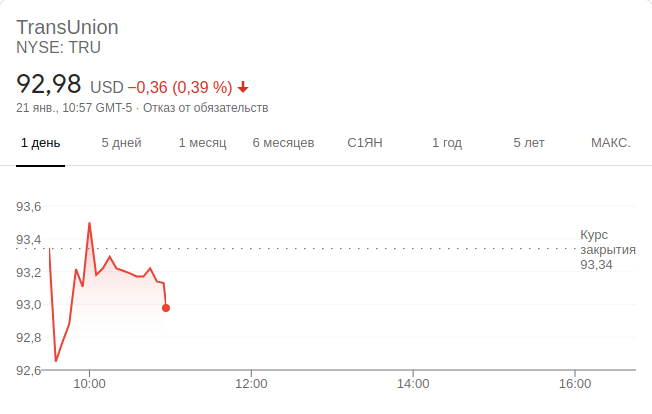 TransUnion
NYSE: TRU
92,98 USD −0,36 (0,39 %)
21 янв., 10:57 GMT-5 · Отказ от обязательств
1 день 5 дней 1 месяц 6 месяцев С1ЯН 1 год 5 лет МАКС.
93,6
93,4
Курс
закрытия
93,34
93,2
93,0
92,8
92,6
10:00 12:00 14:00 16:00